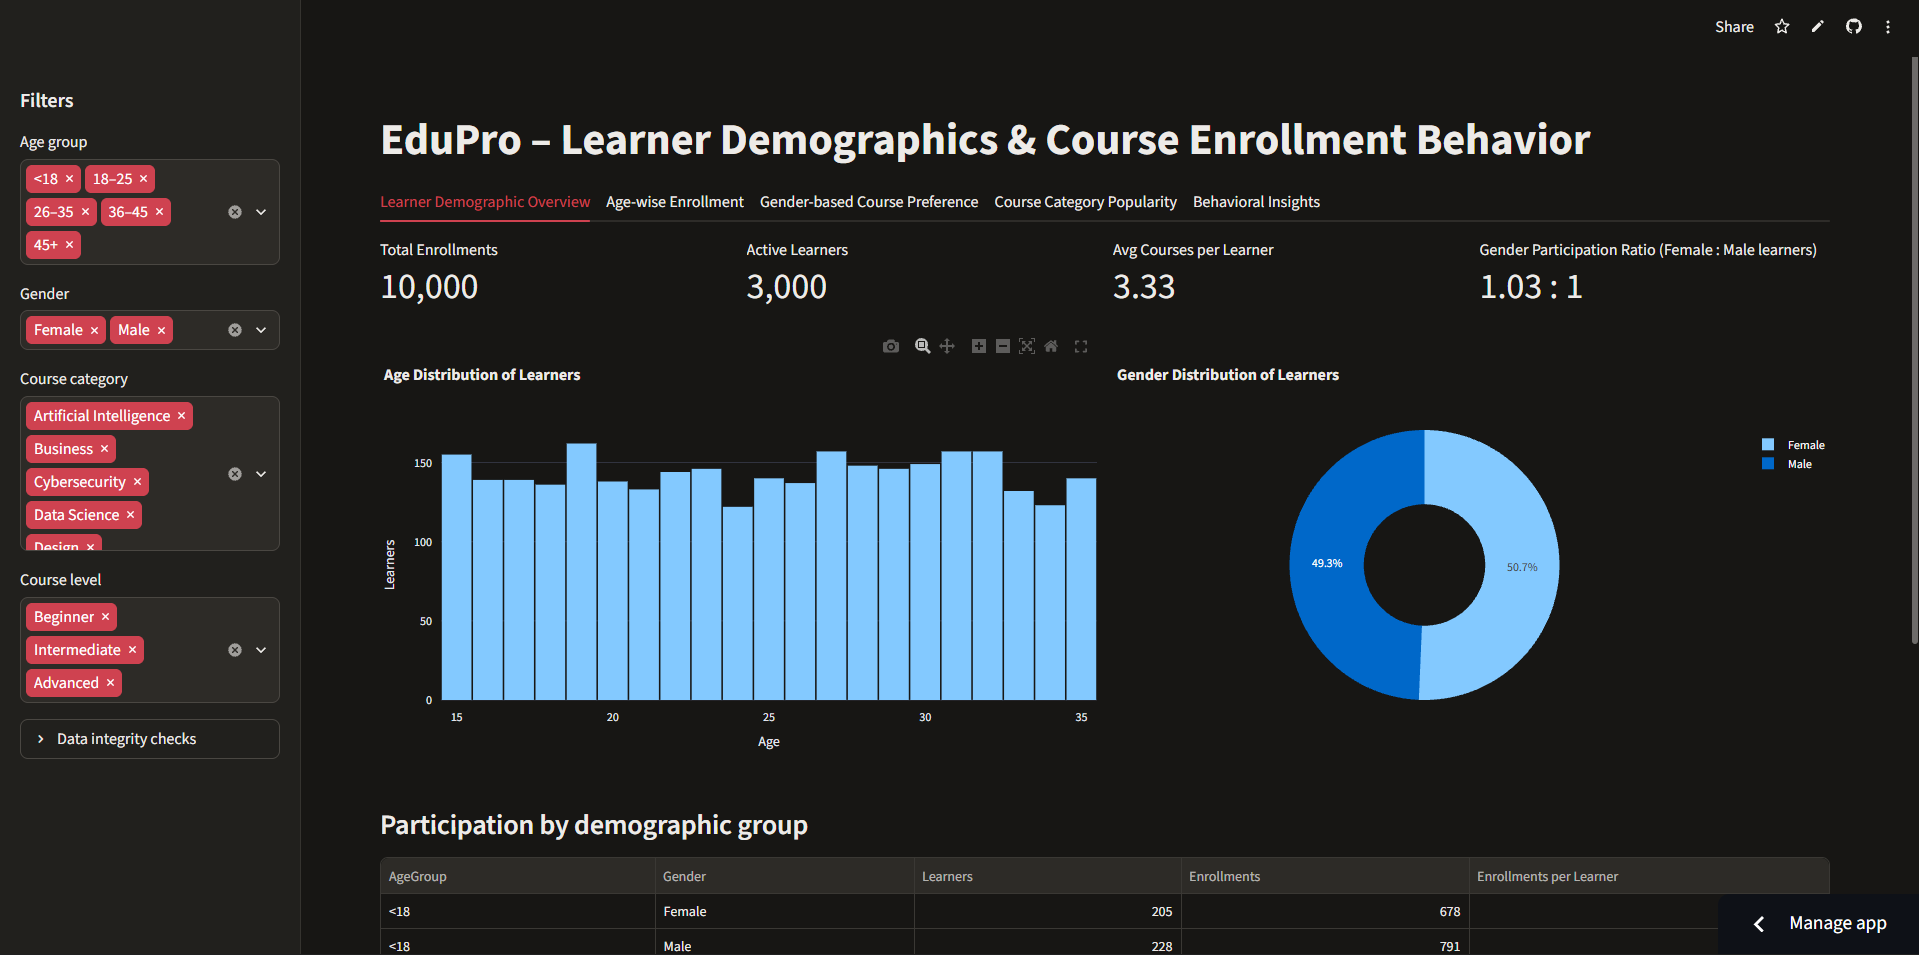 Share
Filters
Age group
<18 × 18–25 ×
26–35 × 36–45 ×
45+ ×
Gender
Female × Male ×
Course category
Artificial Intelligence ×
Business ×
Cybersecurity ×
Data Science ×
Design ×
Course level
Beginner ×
Intermediate ×
Advanced ×
Data integrity checks
EduPro – Learner Demographics & Course Enrollment Behavior
Learner Demographic Overview Age-wise Enrollment Gender-based Course Preference Course Category Popularity Behavioral Insights
Total Enrollments
10,000
Active Learners
3,000
Avg Courses per Learner
3.33
Gender Participation Ratio (Female : Male learners)
1.03 : 1
Age Distribution of Learners
150
100
50
0
Learners
15 20 25 30 35
Age
Gender Distribution of Learners
Female
Male
49.3%
50.7%
Participation by demographic group
AgeGroup Gender Learners Enrollments Enrollments per Learner
<18 Female 205 678
<18 Male 228 791
Manage app